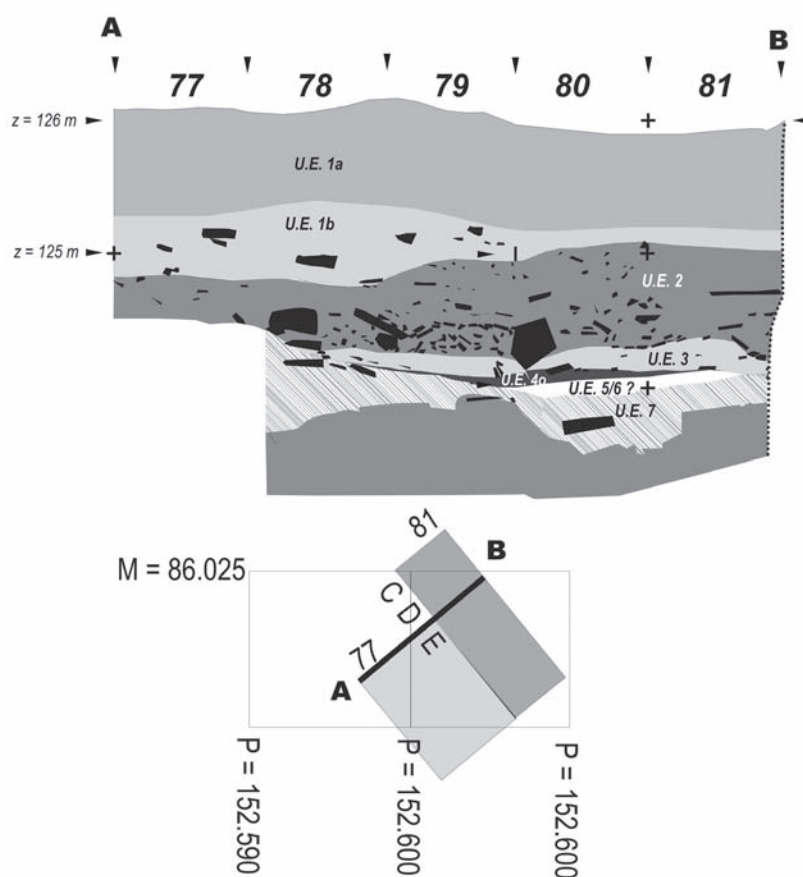 A B
77 78 79 80 81
z = 126 m
U.E. 1a
U.E. 1b
z = 125 m
U.E. 2
U.E. 3
U.E. 4o
U.E. 5/6 ?
U.E. 7
81
M = 86.025
B
C D E
77
A
P = 152.590
P = 152.600
P = 152.600